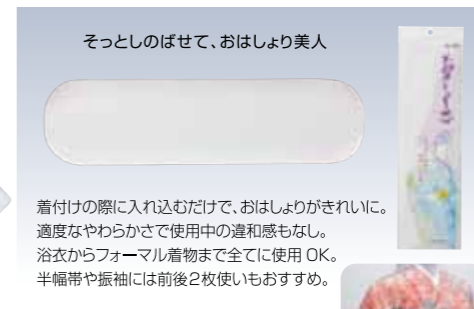 そっとしのばせて、おはしょり美人
着付けの際に入れ込むだけで、おはしょりがきれいに。
適度なやわらかさで使用中の違和感もなし。
浴衣からフォーマル着物まで全てに使用 OK。
半幅帯や振袖には前後2枚使いもおすすめ。